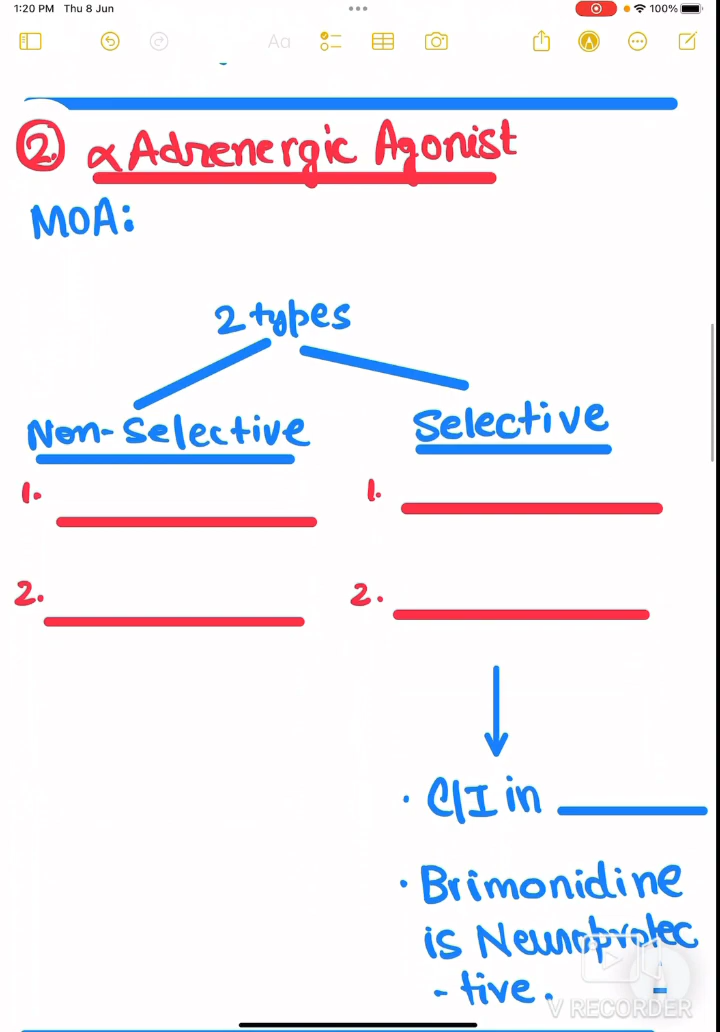 1:20 PM Thu 8 Jun
100%
Aa
2. α Adrenergic Agonist
MOA:
2 types
Non-Selective
Selective
1.
1.
2.
2.
· C/I in
· Brimonidine
is Neuroprotec
-tive.
V RECORDER